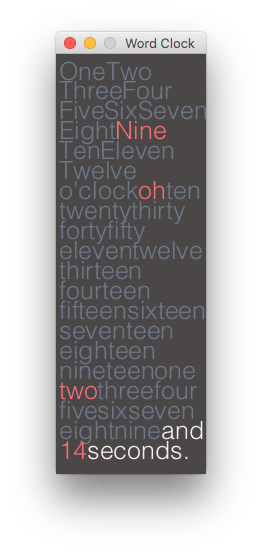 Word Clock
OneTwo
ThreeFour
FiveSixSeven
EightNine
TenEleven
Twelve
o'clockohten
twentythirty
fortyfifty
eleventwelve
thirteen
fourteen
fifteensixteen
seventeen
eighteen
nineteenone
twothreefour
fivesixseven
eightnineand
14seconds.